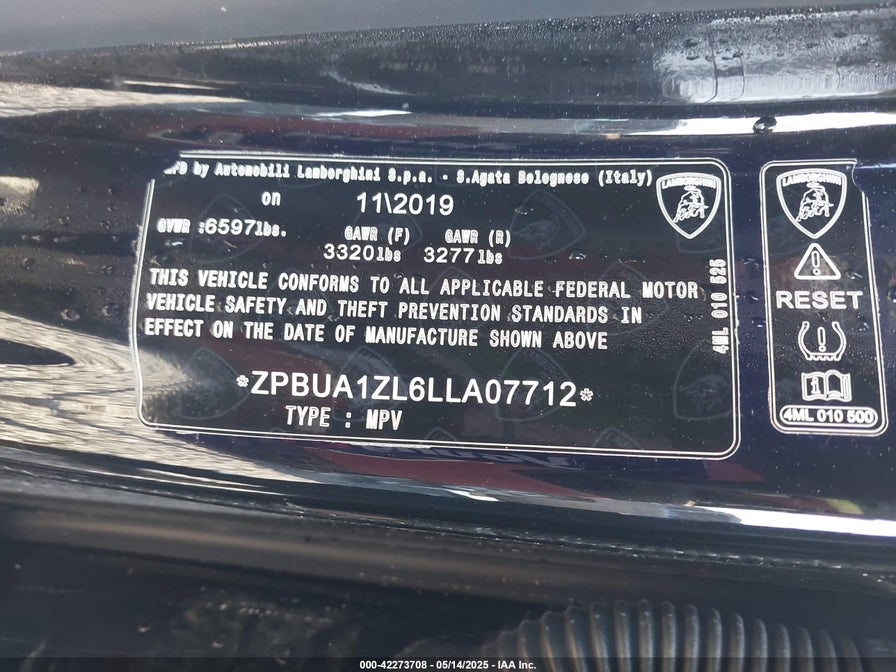 MFD by Automobili Lamborghini S.p.a. - S.Agata Bolognese (Italy)
on 11\2019
GVWR :6597lbs. GAWR (F) GAWR (R)
3320lbs 3277lbs
THIS VEHICLE CONFORMS TO ALL APPLICABLE FEDERAL MOTOR
VEHICLE SAFETY AND THEFT PREVENTION STANDARDS IN
EFFECT ON THE DATE OF MANUFACTURE SHOWN ABOVE
*ZPBUA1ZL6LLA07712*
TYPE : MPV
LAMBORGHINI
4ML 010 525
LAMBORGHINI
RESET
4ML 010 500
000-42273708 - 05/14/2025 - IAA Inc.